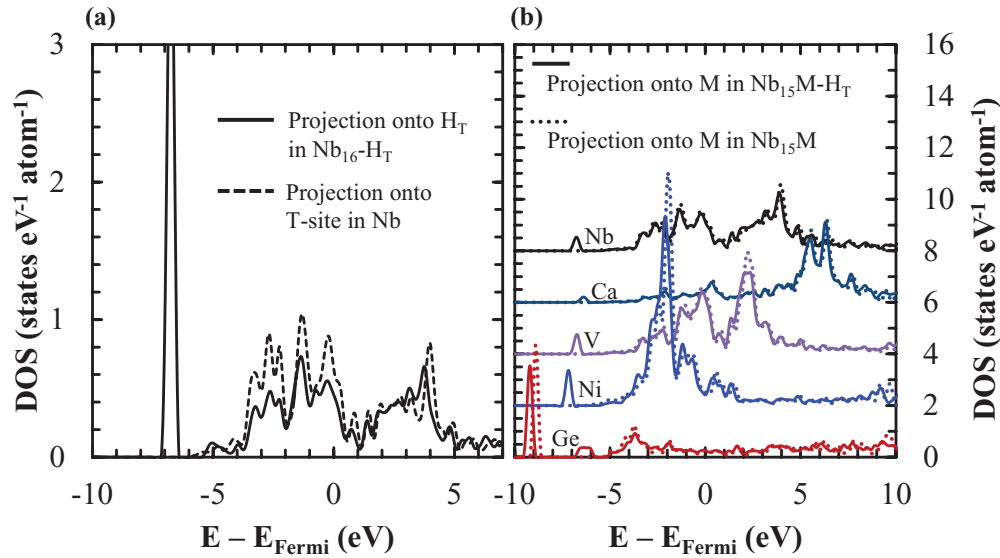 (a)
(b)
DOS (states eV⁻¹ atom⁻¹)
3
2
1
0
Projection onto H_T
in Nb₁₆-H_T
Projection onto
T-site in Nb
-10
-5
0
5
E – E_Fermi (eV)
Projection onto M in Nb₁₅M-H_T
Projection onto M in Nb₁₅M
Nb
Ca
V
Ni
Ge
16
14
12
10
8
6
4
2
0
DOS (states eV⁻¹ atom⁻¹)
-10
-5
0
5
10
E – E_Fermi (eV)